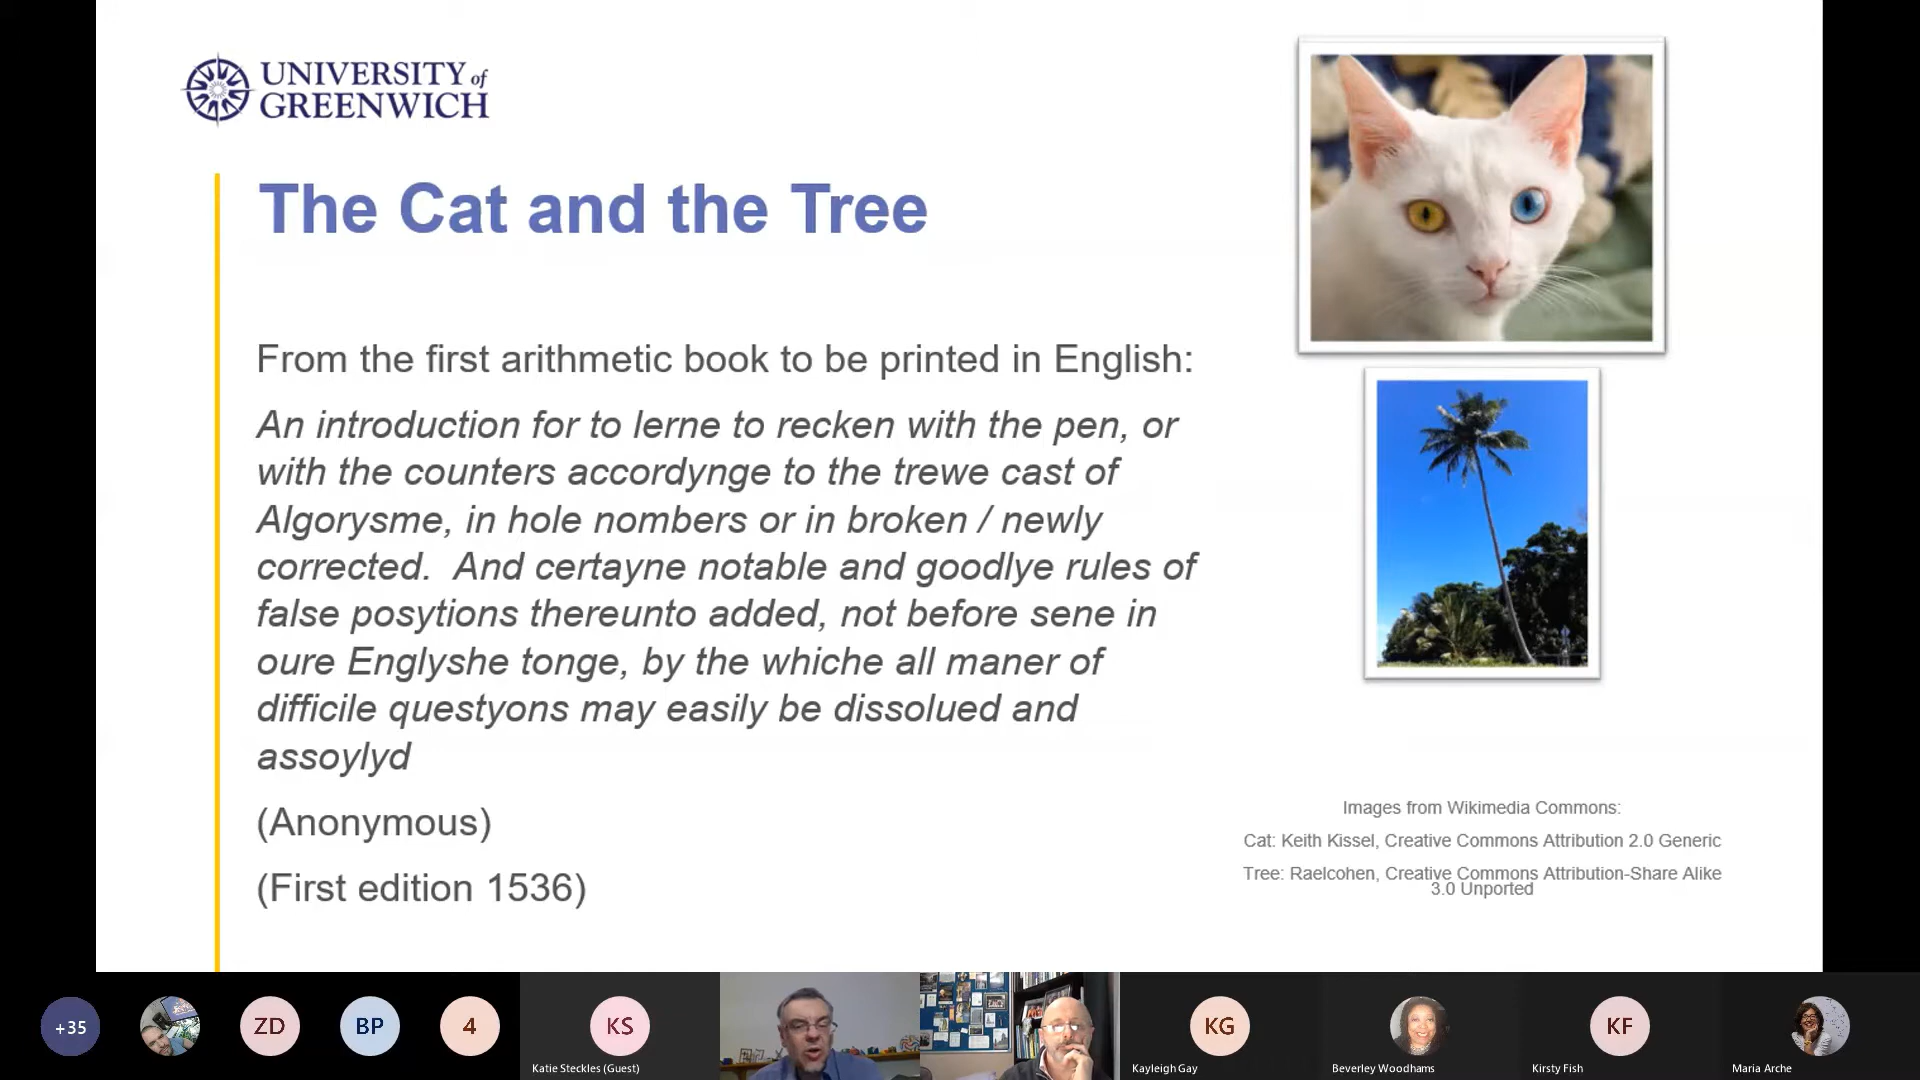 UNIVERSITY of
GREENWICH
The Cat and the Tree
From the first arithmetic book to be printed in English:
An introduction for to lerne to recken with the pen, or
with the counters accordynge to the trewe cast of
Algorysme, in hole nombers or in broken / newly
corrected.  And certayne notable and goodlye rules of
false posytions thereunto added, not before sene in
oure Englyshe tonge, by the whiche all maner of
difficile questyons may easily be dissolued and
assoylyd
(Anonymous)
(First edition 1536)
Images from Wikimedia Commons:
Cat: Keith Kissel, Creative Commons Attribution 2.0 Generic
Tree: Raelcohen, Creative Commons Attribution-Share Alike
3.0 Unported
+35
ZD
BP
4
KS
Katie Steckles (Guest)
KG
Kayleigh Gay
Beverley Woodhams
KF
Kirsty Fish
Maria Arche